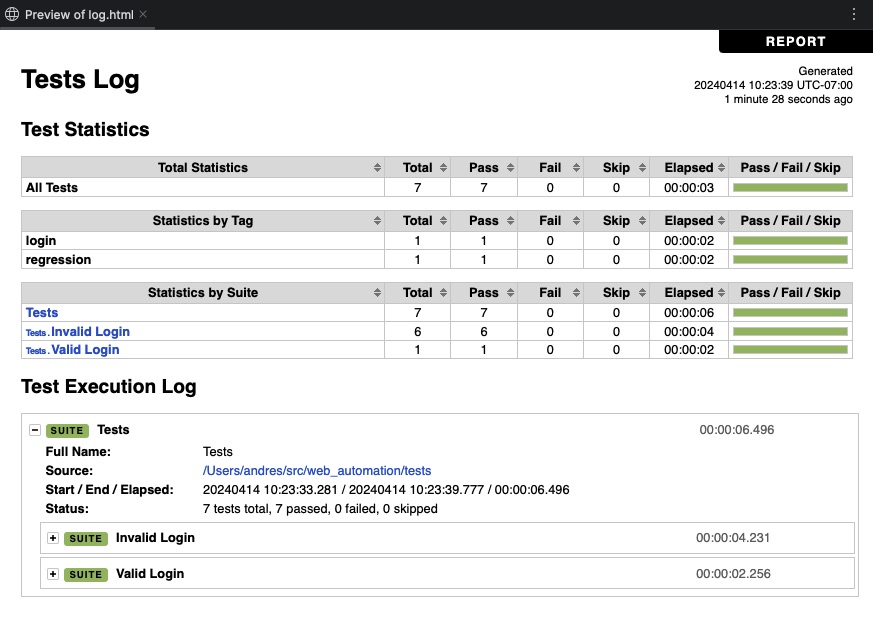 Preview of log.html
REPORT
Tests Log
Generated
20240414 10:23:39 UTC-07:00
1 minute 28 seconds ago
Test Statistics
Total Statistics Total Pass Fail Skip Elapsed Pass / Fail / Skip
All Tests 7 7 0 0 00:00:03
Statistics by Tag Total Pass Fail Skip Elapsed Pass / Fail / Skip
login 1 1 0 0 00:00:02
regression 1 1 0 0 00:00:02
Statistics by Suite Total Pass Fail Skip Elapsed Pass / Fail / Skip
Tests 7 7 0 0 00:00:06
Tests . Invalid Login 6 6 0 0 00:00:04
Tests . Valid Login 1 1 0 0 00:00:02
Test Execution Log
SUITE Tests 00:00:06.496
Full Name: Tests
Source: /Users/andres/src/web_automation/tests
Start / End / Elapsed: 20240414 10:23:33.281 / 20240414 10:23:39.777 / 00:00:06.496
Status: 7 tests total, 7 passed, 0 failed, 0 skipped
SUITE Invalid Login 00:00:04.231
SUITE Valid Login 00:00:02.256